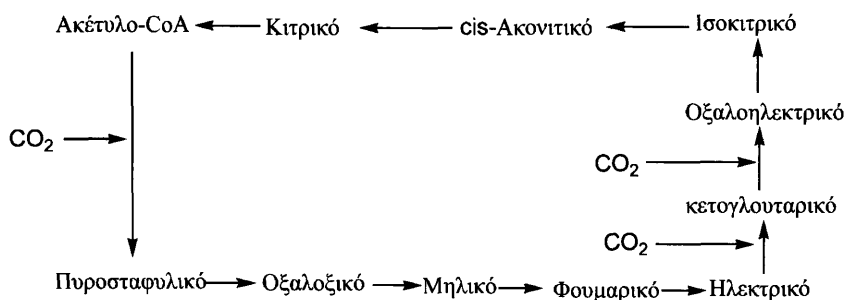 Ακέτυλο-CoA Κιτρικό cis-Ακονιτικό Ισοκιτρικό
Οξαλοηλεκτρικό
CO₂
CO₂
κετογλουταρικό
CO₂
Πυροσταφυλικό Οξαλοξικό Μηλικό Φουμαρικό Ηλεκτρικό